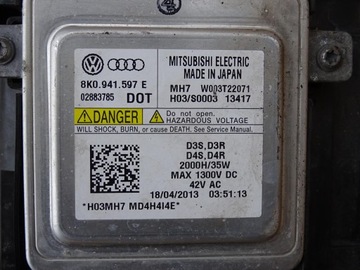 MITSUBISHI ELECTRIC
MADE IN JAPAN
8K0.941.597 E
02883785 DOT
MH7 W003T22071
H03/S0003 13417
DANGER
Do not open.
HAZARDOUS VOLTAGE
WILL SHOCK, BURN, or cause DEATH. See Service Manual.
D3S,D3R
D4S,D4R
2000H/35W
MAX 1300V DC
42V AC
18/04/2013 03:51:13
*H03MH7 MD4H4I4E*